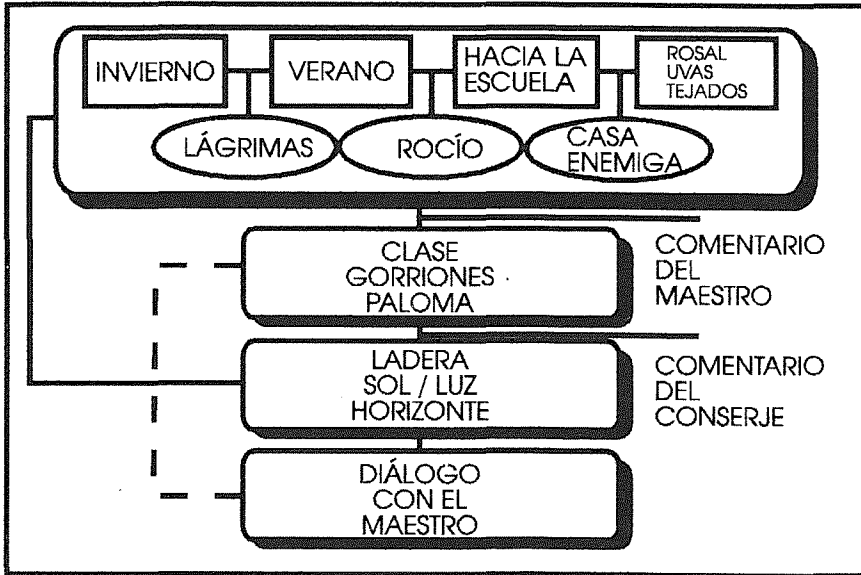 INVIERNO
VERANO
HACIA LA
ESCUELA
ROSAL
UVAS
TEJADOS
LÁGRIMAS
ROCÍO
CASA
ENEMIGA
CLASE
GORRIONES
PALOMA
COMENTARIO
DEL
MAESTRO
LADERA
SOL / LUZ
HORIZONTE
COMENTARIO
DEL
CONSERJE
DIÁLOGO
CON EL
MAESTRO